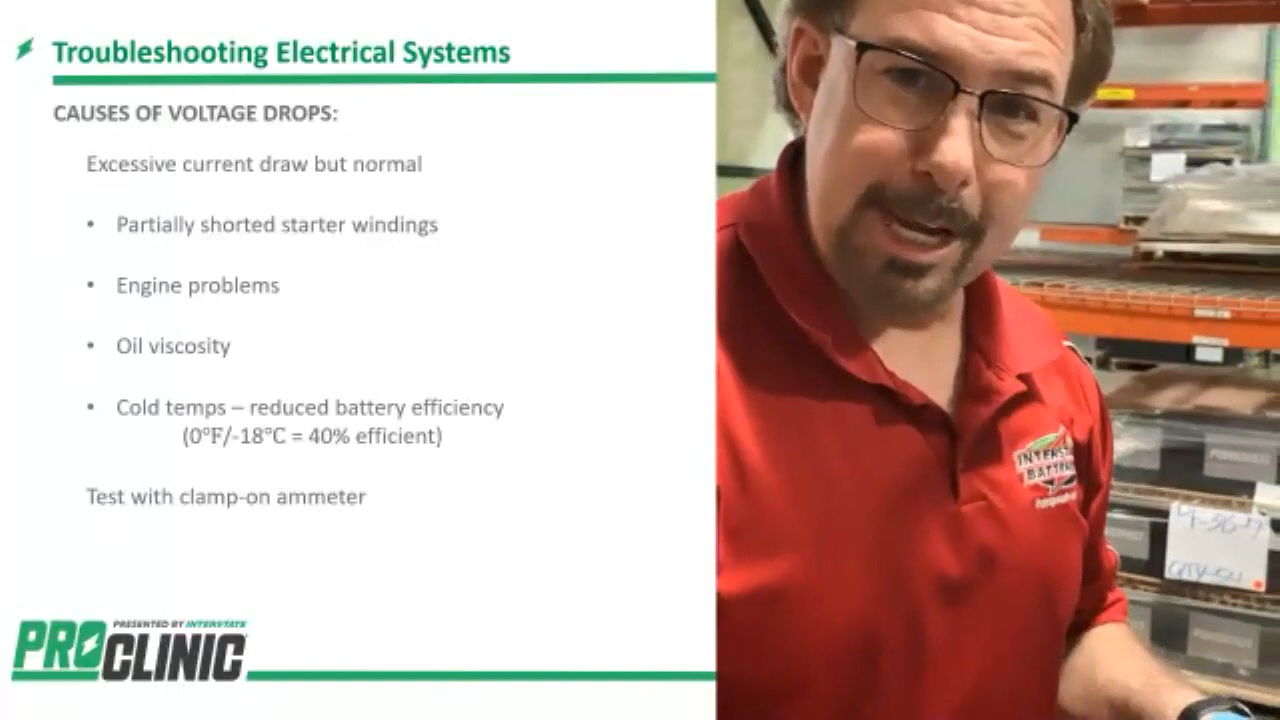 Troubleshooting Electrical Systems
CAUSES OF VOLTAGE DROPS:
Excessive current draw but normal
• Partially shorted starter windings
• Engine problems
• Oil viscosity
• Cold temps – reduced battery efficiency
(0°F/-18°C = 40% efficient)
Test with clamp-on ammeter
PRESENTED BY INTERSTATE
PROCLINIC